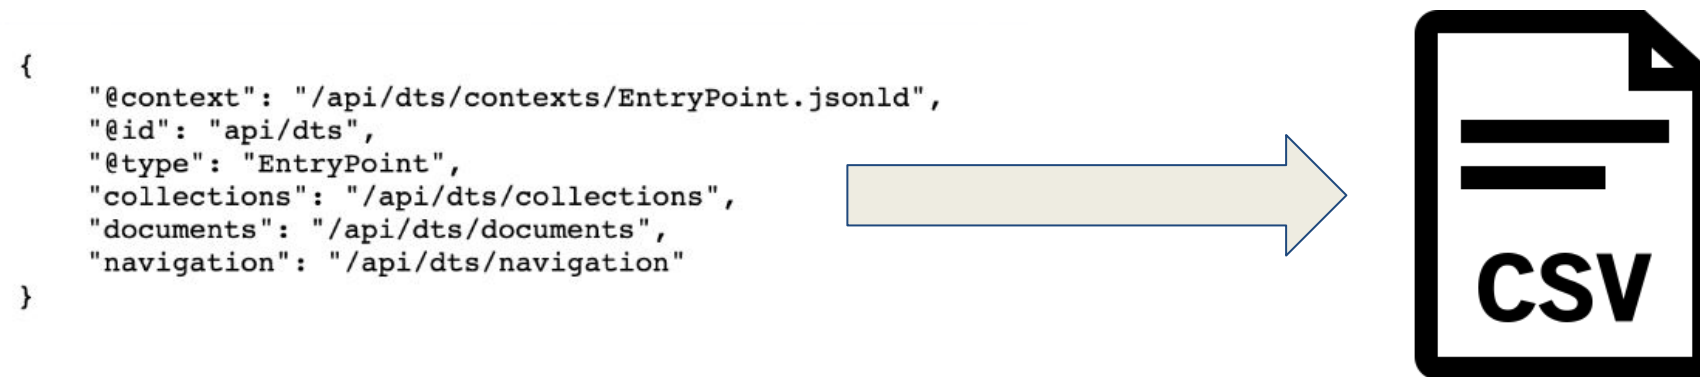 {
"@context": "/api/dts/contexts/EntryPoint.jsonld",
"@id": "api/dts",
"@type": "EntryPoint",
"collections": "/api/dts/collections",
"documents": "/api/dts/documents",
"navigation": "/api/dts/navigation"
}
CSV